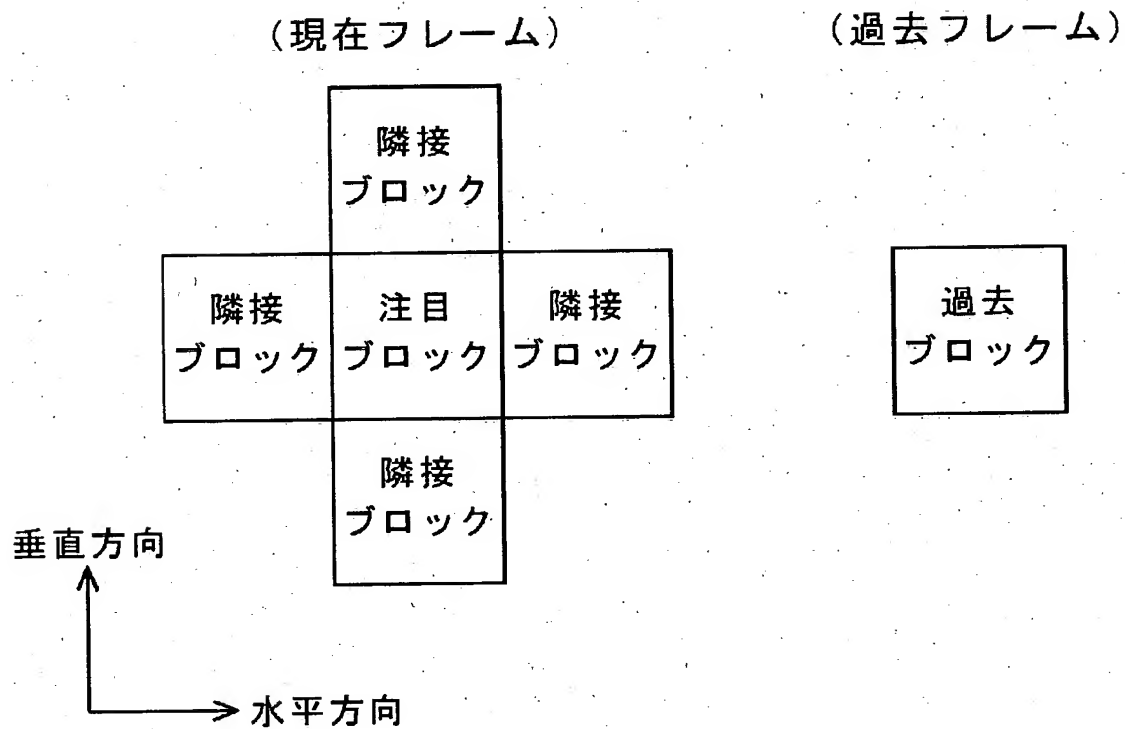 （現在フレーム）
（過去フレーム）
隣接
ブロック
隣接
ブロック
注目
ブロック
隣接
ブロック
過去
ブロック
隣接
ブロック
垂直方向
水平方向